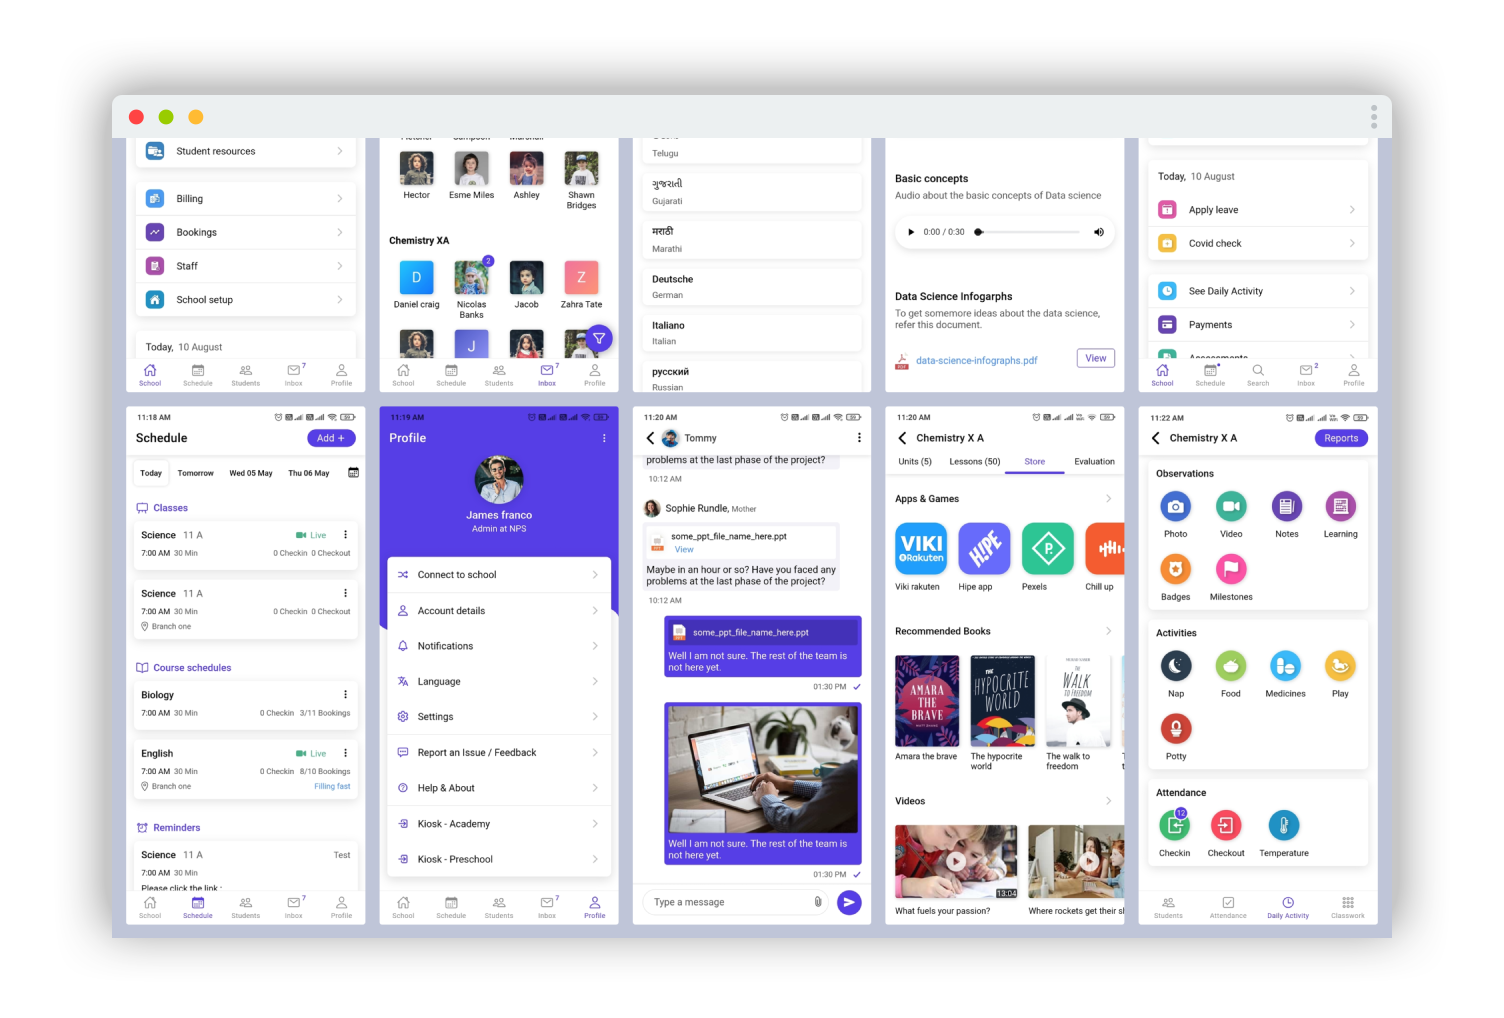 Student resources
Billing
Bookings
Staff
School setup
Today, 10 August
School
Schedule
Students
Inbox
7
Profile
Hector
Esme Miles
Ashley
Shawn
Bridges
Chemistry XA
D
2
Z
Daniel craig
Nicolas
Banks
Jacob
Zahra Tate
J
School
Schedule
Students
Inbox
7
Profile
Telugu
ગુજરાતી
Gujarati
मराठी
Marathi
Deutsche
German
Italiano
Italian
русский
Russian
Basic concepts
Audio about the basic concepts of Data science
0:00 / 0:30
Data Science Infogarphs
To get somemore ideas about the data science,
refer this document.
PDF
data-science-infographs.pdf
View
Today, 10 August
Apply leave
Covid check
See Daily Activity
Payments
Assessments
School
Schedule
Search
Inbox
2
Profile
11:18 AM
Schedule
Add +
Today
Tomorrow
Wed 05 May
Thu 06 May
Classes
Science 11 A
Live
7:00 AM 30 Min
0 Checkin 0 Checkout
Science 11 A
7:00 AM 30 Min
0 Checkin 0 Checkout
Branch one
Course schedules
Biology
7:00 AM 30 Min
0 Checkin 3/11 Bookings
English
Live
7:00 AM 30 Min
0 Checkin 8/10 Bookings
Branch one
Filling fast
Reminders
Science 11 A
Test
7:00 AM 30 Min
Please click the link :
School
Schedule
Students
Inbox
7
Profile
11:19 AM
Profile
James franco
Admin at NPS
Connect to school
Account details
Notifications
Language
Settings
Report an Issue / Feedback
Help & About
Kiosk - Academy
Kiosk - Preschool
School
Schedule
Students
Inbox
7
Profile
11:20 AM
Tommy
problems at the last phase of the project?
10:12 AM
Sophie Rundle, Mother
some_ppt_file_name_here.ppt
View
Maybe in an hour or so? Have you faced any
problems at the last phase of the project?
10:12 AM
some_ppt_file_name_here.ppt
Well I am not sure. The rest of the team is
not here yet.
01:30 PM
Well I am not sure. The rest of the team is
not here yet.
01:30 PM
Type a message
11:20 AM
Chemistry X A
Units (5)
Lessons (50)
Store
Evaluation
Apps & Games
VIKI
Rakuten
HIPE
P.
Viki rakuten
Hipe app
Pexels
Chill up
Recommended Books
AMARA
THE
BRAVE
THE
HYPOCRITE
WORLD
THE
WALK
TO FREEDOM
Amara the brave
The hypocrite
world
The walk to
freedom
Videos
13:04
What fuels your passion?
Where rockets get their
11:22 AM
Chemistry X A
Reports
Observations
Photo
Video
Notes
Learning
Badges
Milestones
Activities
Nap
Food
Medicines
Play
Potty
Attendance
12
Checkin
Checkout
Temperature
Students
Attendance
Daily Activity
Classwork